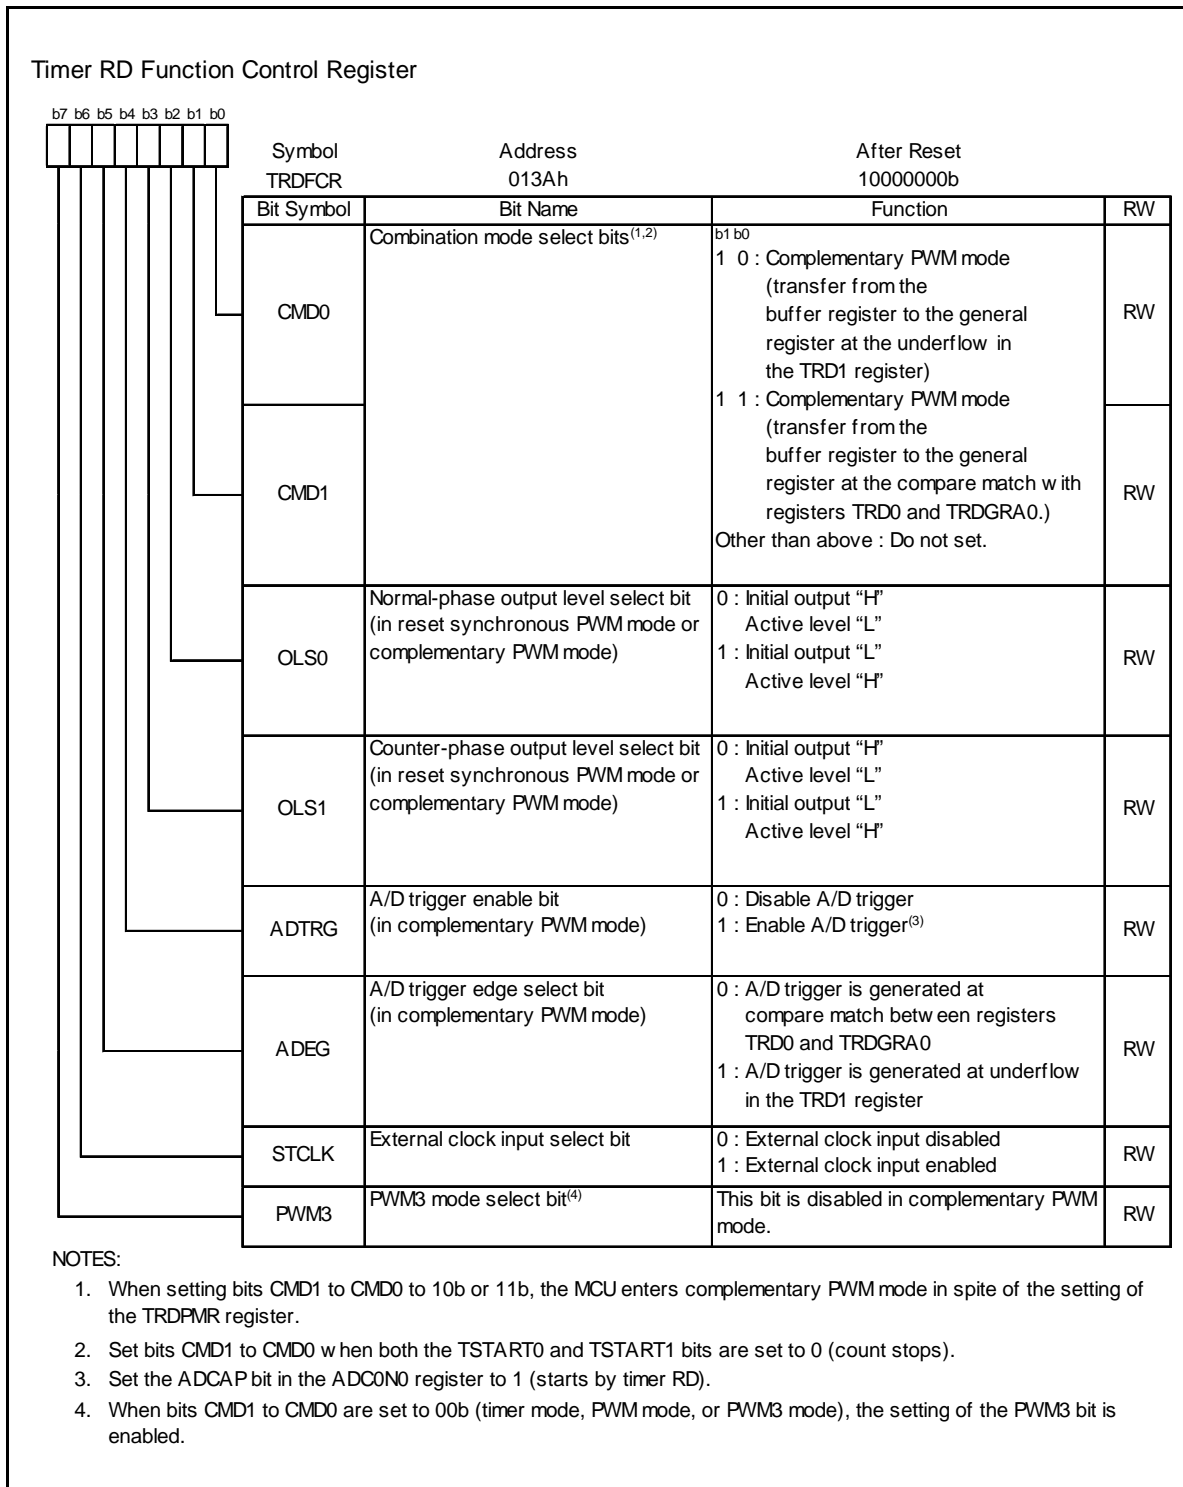 Timer RD Function Control Register
b7 b6 b5 b4 b3 b2 b1 b0
Symbol Address After Reset
TRDFCR 013Ah 10000000b
Bit Symbol Bit Name Function RW
CMD0
CMD1
Combination mode select bits(1,2)
b1 b0
1 0 : Complementary PWM mode
(transfer from the
buffer register to the general
register at the underflow in
the TRD1 register)
1 1 : Complementary PWM mode
(transfer from the
buffer register to the general
register at the compare match with
registers TRD0 and TRDGRA0.)
Other than above : Do not set.
RW
RW
OLS0
Normal-phase output level select bit
(in reset synchronous PWM mode or
complementary PWM mode)
0 : Initial output “H”
Active level “L”
1 : Initial output “L”
Active level “H”
RW
OLS1
Counter-phase output level select bit
(in reset synchronous PWM mode or
complementary PWM mode)
0 : Initial output “H”
Active level “L”
1 : Initial output “L”
Active level “H”
RW
ADTRG
A/D trigger enable bit
(in complementary PWM mode)
0 : Disable A/D trigger
1 : Enable A/D trigger(3)
RW
ADEG
A/D trigger edge select bit
(in complementary PWM mode)
0 : A/D trigger is generated at
compare match between registers
TRD0 and TRDGRA0
1 : A/D trigger is generated at underflow
in the TRD1 register
RW
STCLK
External clock input select bit
0 : External clock input disabled
1 : External clock input enabled
RW
PWM3
PWM3 mode select bit(4)
This bit is disabled in complementary PWM
mode.
RW
NOTES:
1. When setting bits CMD1 to CMD0 to 10b or 11b, the MCU enters complementary PWM mode in spite of the setting of
the TRDPMR register.
2. Set bits CMD1 to CMD0 when both the TSTART0 and TSTART1 bits are set to 0 (count stops).
3. Set the ADCAP bit in the ADC0N0 register to 1 (starts by timer RD).
4. When bits CMD1 to CMD0 are set to 00b (timer mode, PWM mode, or PWM3 mode), the setting of the PWM3 bit is
enabled.